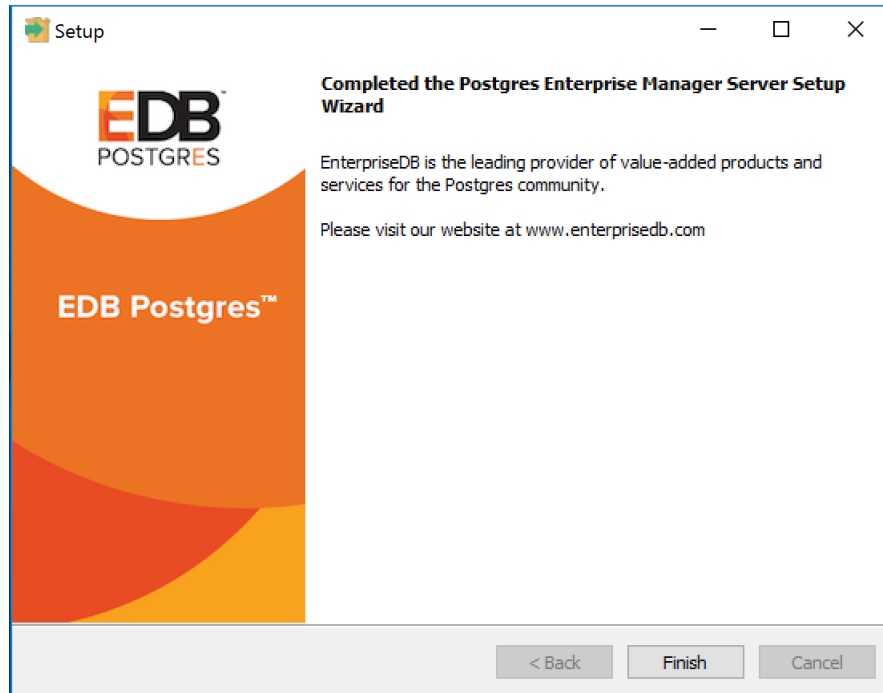 Setup
EDB™
POSTGRES
EDB Postgres™
Completed the Postgres Enterprise Manager Server Setup
Wizard
EnterpriseDB is the leading provider of value-added products and
services for the Postgres community.
Please visit our website at www.enterprisedb.com
< Back
Finish
Cancel